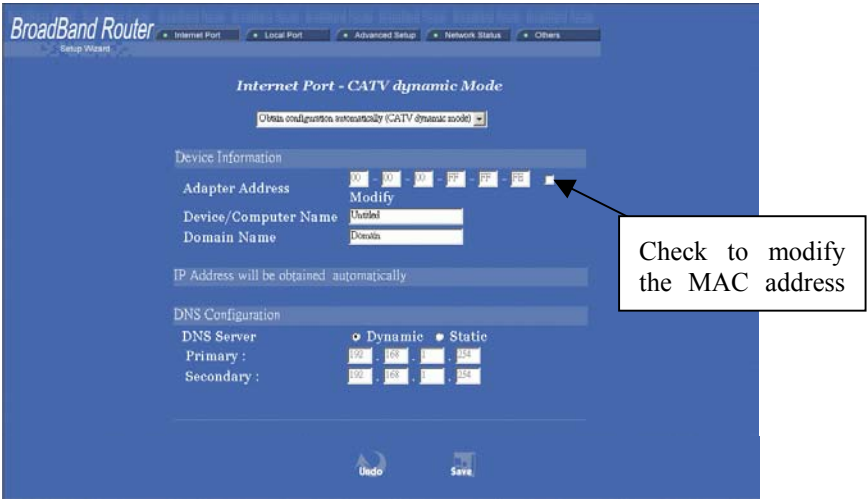 BroadBand Router
Setup Wizard
Internet Port
Local Port
Advanced Setup
Network Status
Others
Internet Port - CATV dynamic Mode
Obtain configuration automatically (CATV dynamic mode)
Device Information
Adapter Address 00 - 00 - 00 - FF - FF - FE
Modify
Device/Computer Name Untitled
Domain Name Domain
Check to modify
the MAC address
IP Address will be obtained automatically
DNS Configuration
DNS Server Dynamic Static
Primary : 192 . 168 . 1 . 254
Secondary : 192 . 168 . 1 . 254
Undo Save